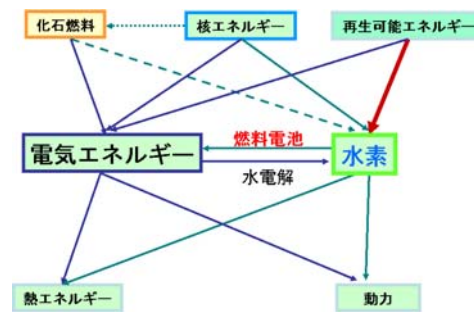 化石燃料
核エネルギー
再生可能エネルギー
燃料電池
電気エネルギー
水素
水電解
熱エネルギー
動力